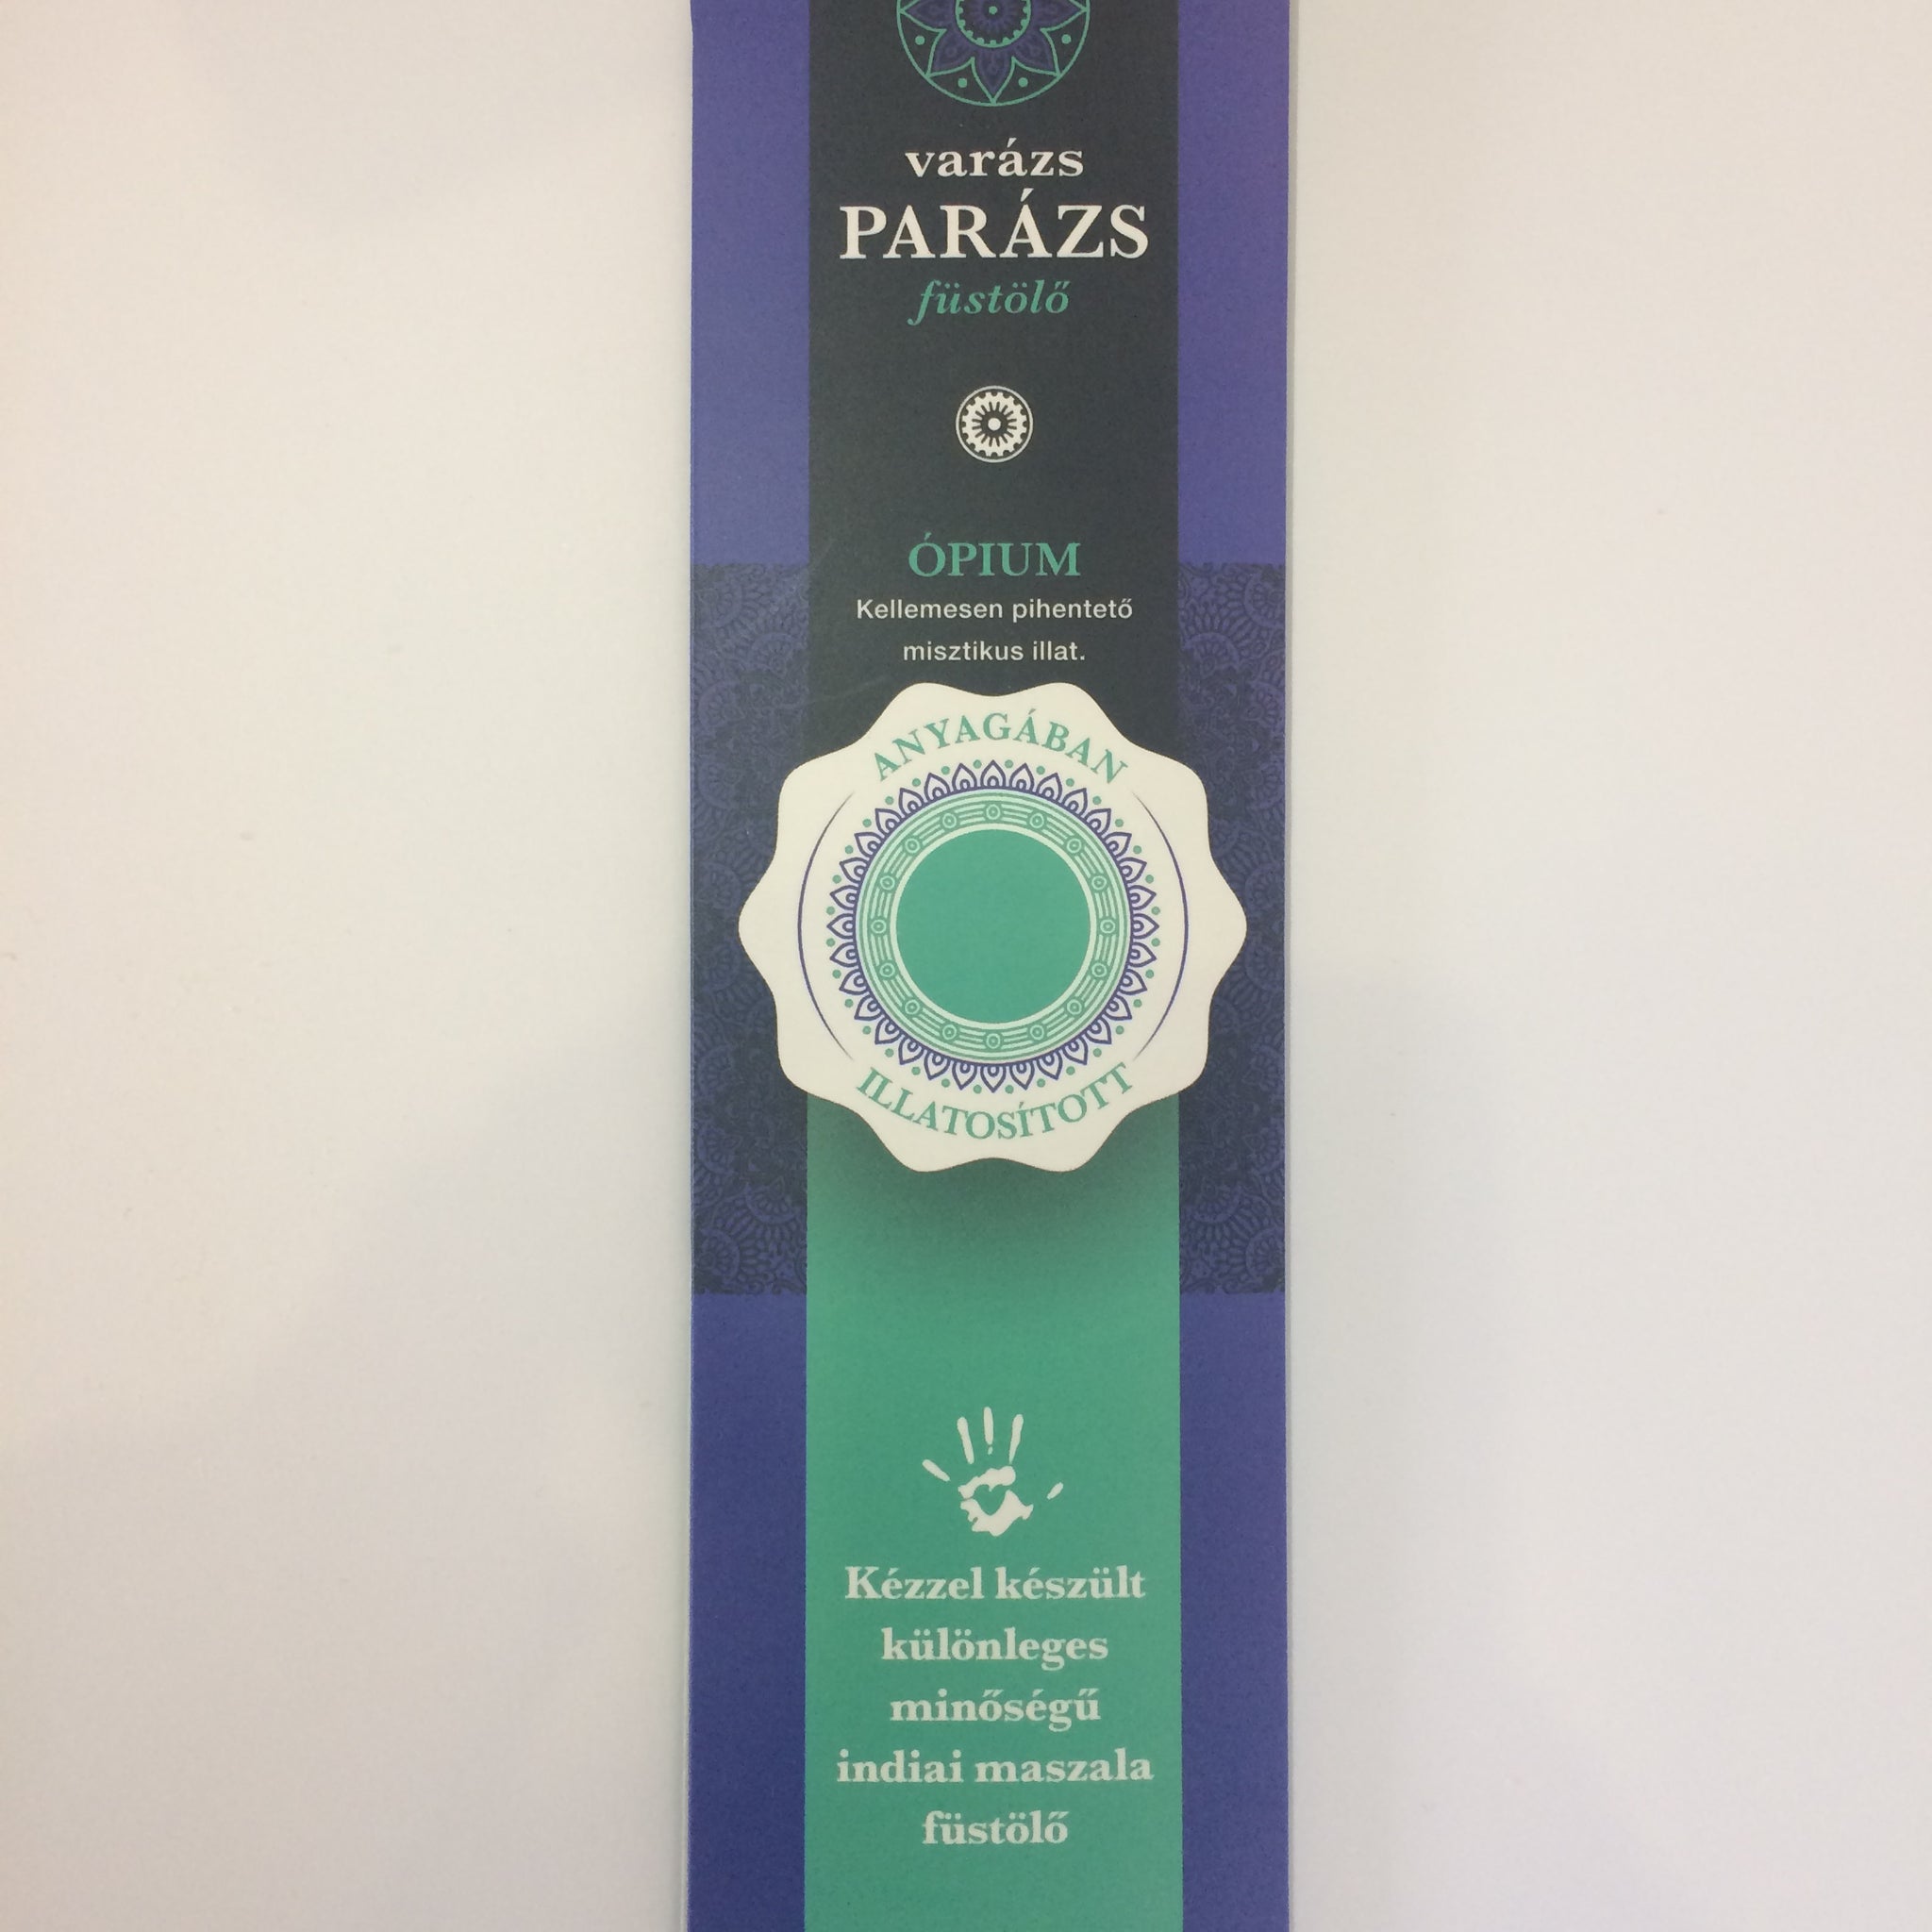 varázs
PARÁZS
füstölő
ÓPIUM
Kellemesen pihentető
misztikus illat.
ANYAGÁBAN
ILLATOSÍTOTT
Kézzel készült
különleges
minőségű
indiai maszala
füstölő